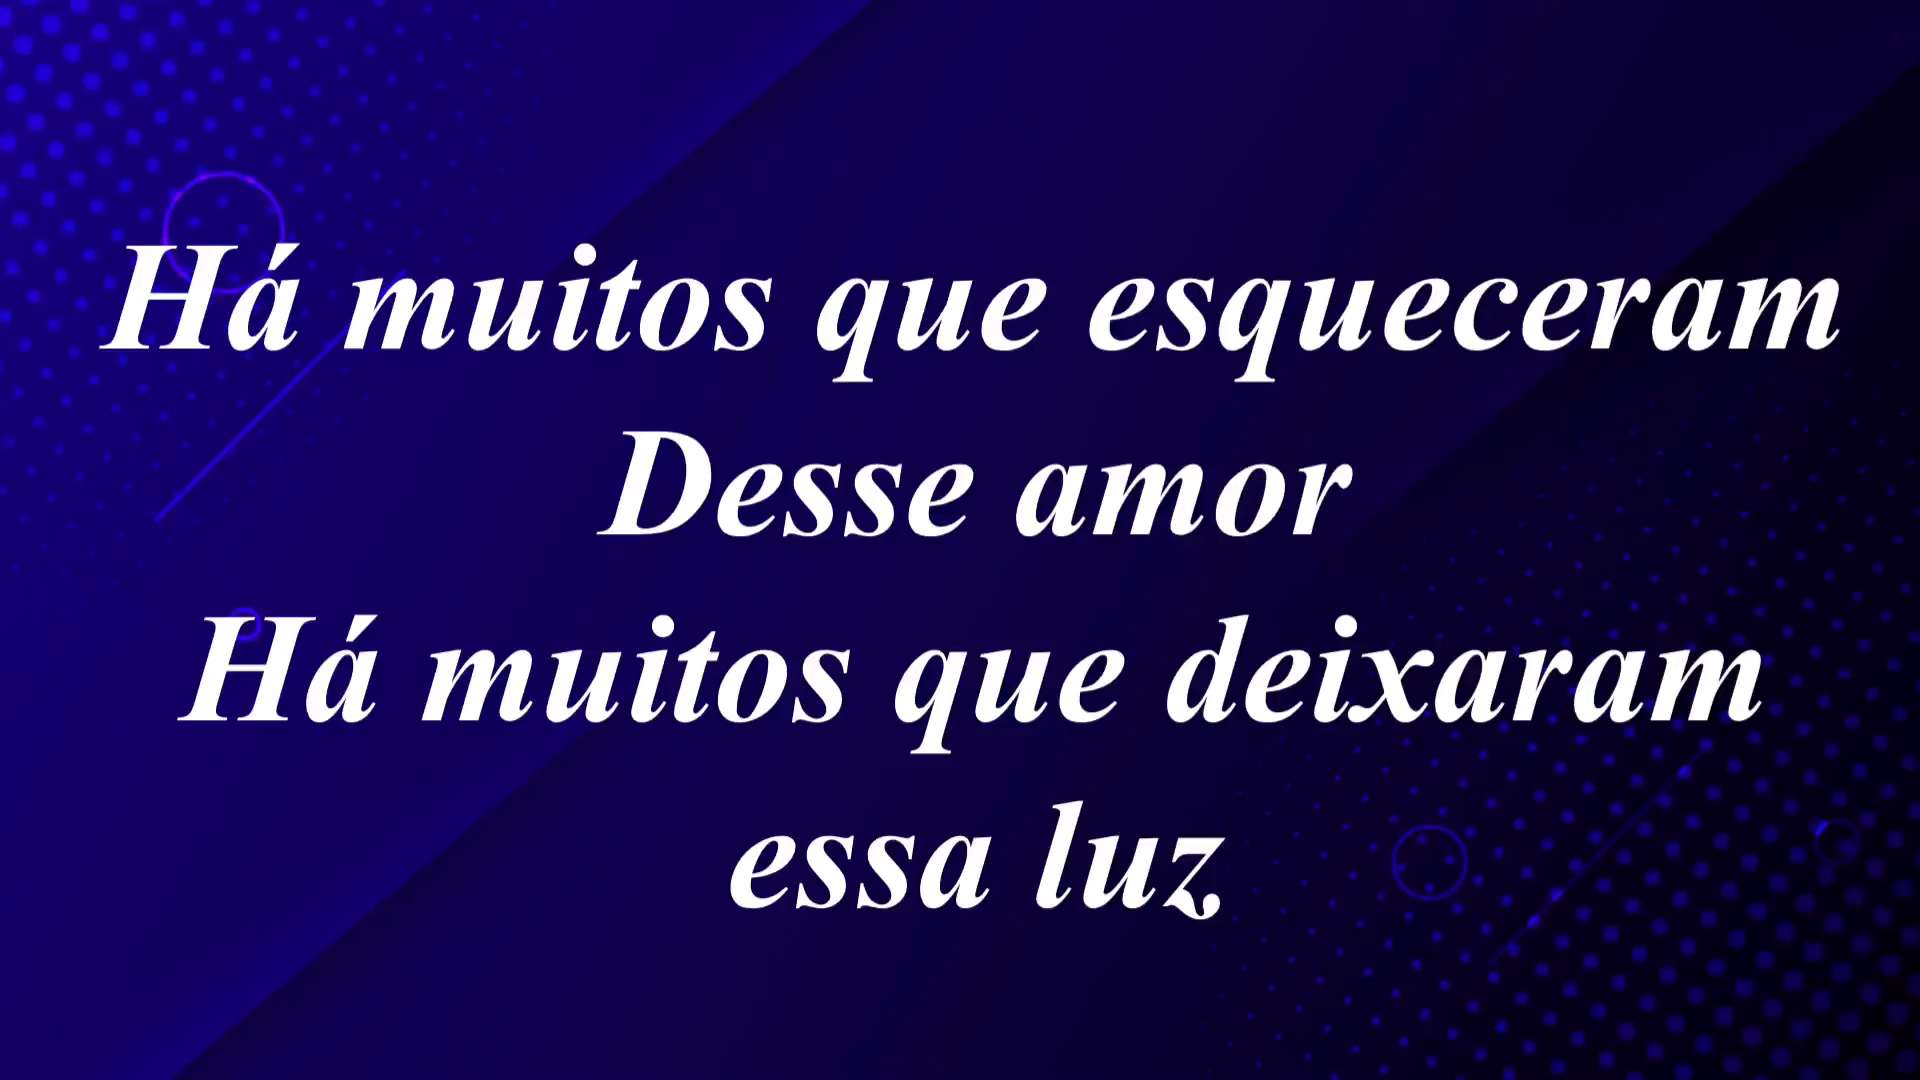 Há muitos que esqueceram
Desse amor
Há muitos que deixaram
essa luz